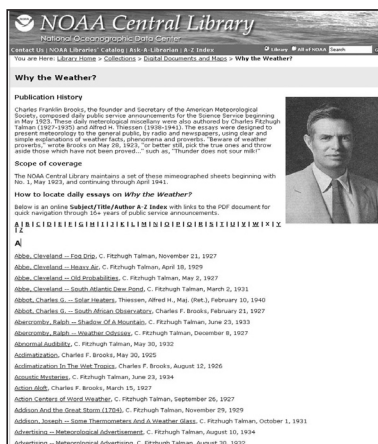 NOAA Central Library
National Oceanographic Data Center
Contact Us | NOAA Libraries' Catalog | Ask-A-Librarian | A-Z Index Library All of NOAA Search
You are Here: Library Home > Collections > Digital Documents and Maps > Why the Weather?
Why the Weather?
Publication History
Charles Franklin Brooks, the founder and Secretary of the American Meteorological
Society, composed daily public service announcements for the Science Service beginning
in May 1923. These daily meterological miscellany were also authored by Charles Fitzhugh
Talman (1927-1935) and Alfred H. Thiessen (1938-1941). The essays were designed to
present meteorology to the general public, by radio and newspapers, using clear and
simple explanations of weather facts, phenomena and proverbs. "Beware of weather
proverbs," wrote Brooks on May 28, 1923, "or better still, pick the true ones and throw
aside those which have not been proved..." such as, "Thunder does not sour milk!"
Scope of coverage
The NOAA Central Library maintains a set of these mimeographed sheets beginning with
No. 1, May 1923, and continuing through April 1941.
How to locate daily essays on Why the Weather?
Below is an online Subject/Title/Author A-Z Index with links to the PDF document for
quick navigation through 16+ years of public service announcements.
A | B | C | D | E | F | G | H | I | J | K | L | M | N | O | P | Q | R | S | T | U | V | W | X | Y
| Z
A
Abbe, Cleveland -- Fog Drip, C. Fitzhugh Talman, November 21, 1927
Abbe, Cleveland -- Heavy Air, C. Fitzhugh Talman, April 18, 1929
Abbe, Cleveland -- Old Probabilities, C. Fitzhugh Talman, May 2, 1927
Abbe, Cleveland -- South Atlantic Dew Pond, C. Fitzhugh Talman, March 2, 1931
Abbot, Charles G. -- Solar Heaters, Thiessen, Alfred H., Maj. (Ret.), February 10, 1940
Abbot, Charles G. -- South African Observatory, Charles F. Brooks, February 21, 1927
Abercromby, Ralph -- Shadow Of A Mountain, C. Fitzhugh Talman, June 23, 1933
Abercromby, Ralph -- Weather Odyssey, C. Fitzhugh Talman, December 8, 1927
Abnormal Audibility, C. Fitzhugh Talman, May 30, 1932
Acclimatization, Charles F. Brooks, May 30, 1925
Acclimatization In The Wet Tropics, Charles F. Brooks, August 12, 1926
Acoustic Mysteries, C. Fitzhugh Talman, June 23, 1934
Action Aloft, Charles F. Brooks, March 15, 1927
Action Centers of Word Weather, C. Fitzhugh Talman, September 26, 1927
Addison And the Great Storm (1704), C. Fitzhugh Talman, November 29, 1929
Addison, Joseph -- Some Thermometers And A Weather Glass, C. Fitzhugh Talman, October 1, 1931
Advertising -- Meteorological Advertisement, C. Fitzhugh Talman, August 10, 1934
Advertising -- Meteorological Advertising, C. Fitzhugh Talman, August 30, 1932